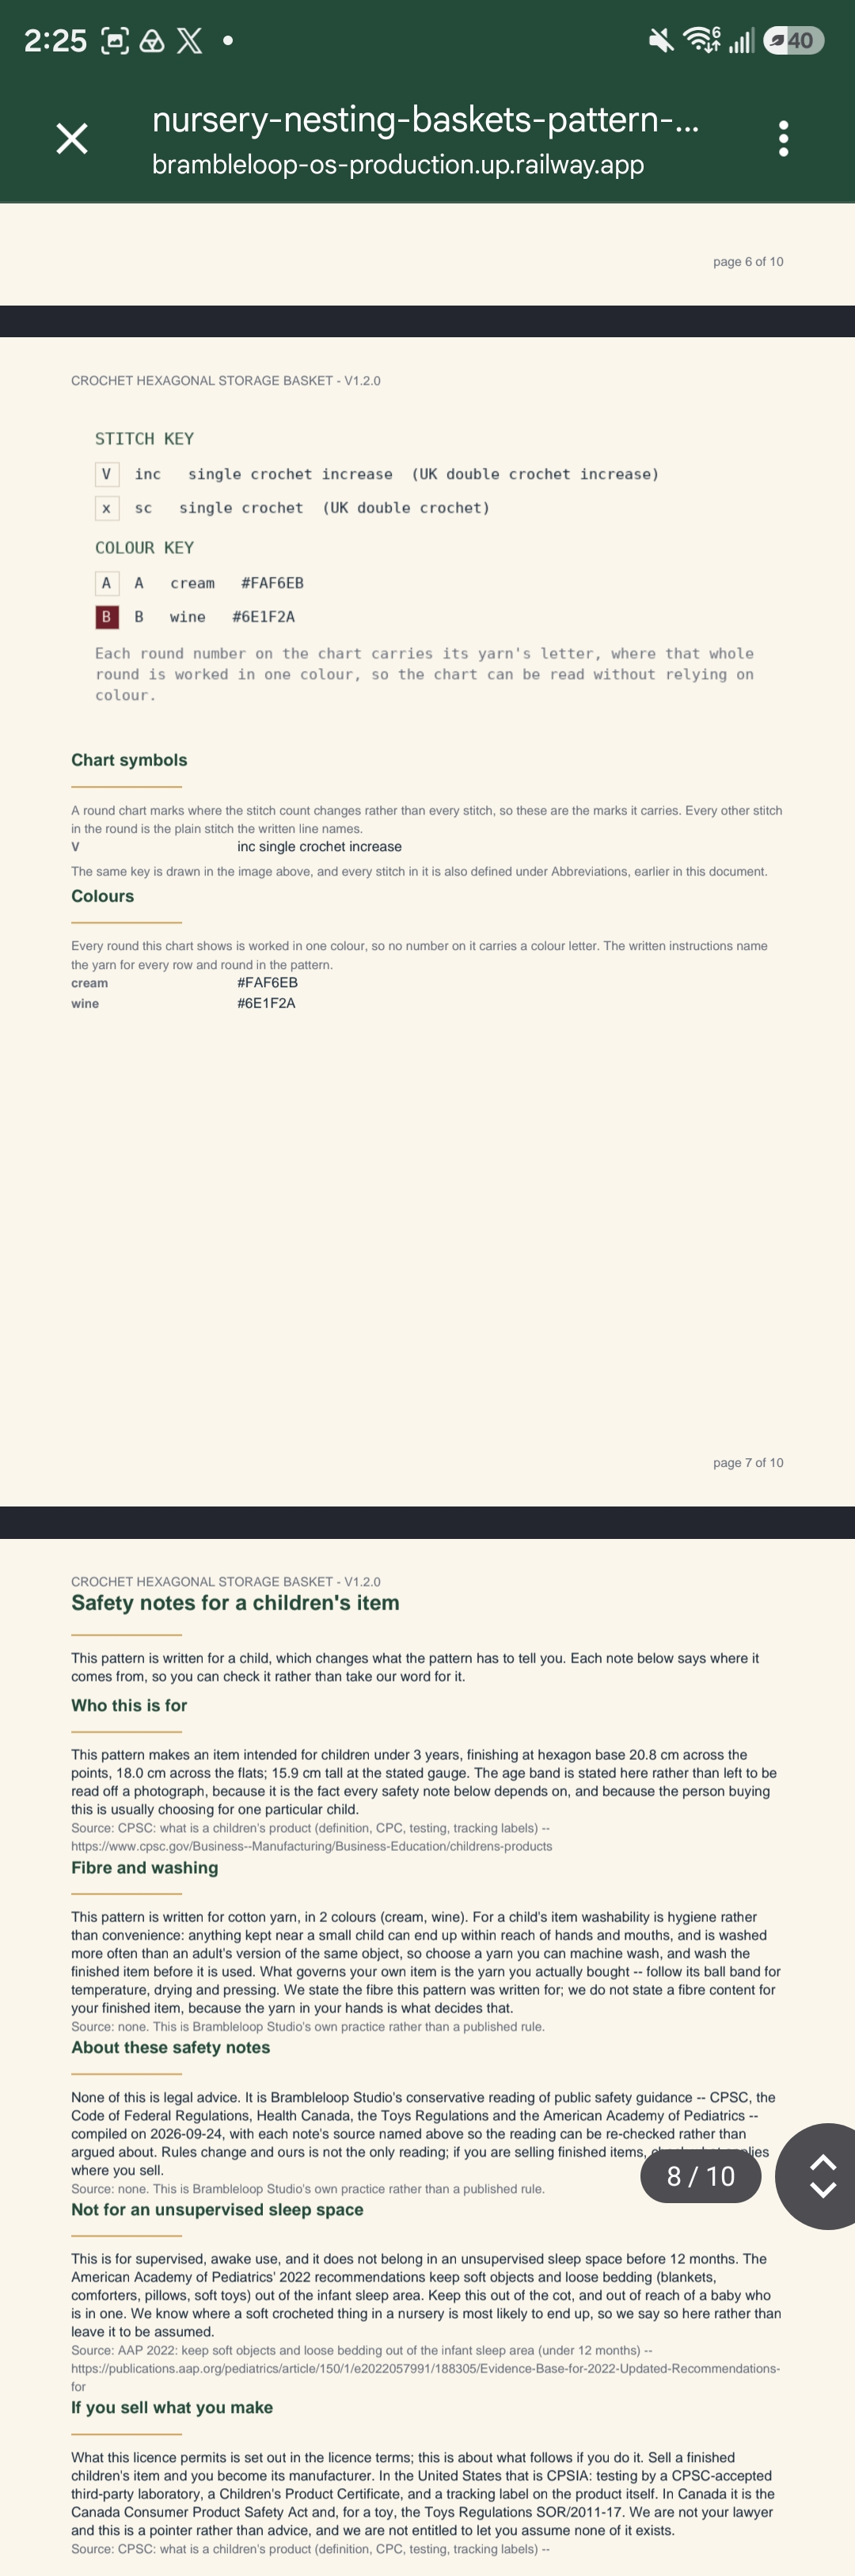 2:25
40
nursery-nesting-baskets-pattern-...
brambleloop-os-production.up.railway.app
page 6 of 10
CROCHET HEXAGONAL STORAGE BASKET - V1.2.0
STITCH KEY
V inc single crochet increase (UK double crochet increase)
x sc single crochet (UK double crochet)
COLOUR KEY
A A cream #FAF6EB
B B wine #6E1F2A
Each round number on the chart carries its yarn's letter, where that whole
round is worked in one colour, so the chart can be read without relying on
colour.
Chart symbols
A round chart marks where the stitch count changes rather than every stitch, so these are the marks it carries. Every other stitch
in the round is the plain stitch the written line names.
V inc single crochet increase
The same key is drawn in the image above, and every stitch in it is also defined under Abbreviations, earlier in this document.
Colours
Every round this chart shows is worked in one colour, so no number on it carries a colour letter. The written instructions name
the yarn for every row and round in the pattern.
cream #FAF6EB
wine #6E1F2A
page 7 of 10
CROCHET HEXAGONAL STORAGE BASKET - V1.2.0
Safety notes for a children's item
This pattern is written for a child, which changes what the pattern has to tell you. Each note below says where it
comes from, so you can check it rather than take our word for it.
Who this is for
This pattern makes an item intended for children under 3 years, finishing at hexagon base 20.8 cm across the
points, 18.0 cm across the flats; 15.9 cm tall at the stated gauge. The age band is stated here rather than left to be
read off a photograph, because it is the fact every safety note below depends on, and because the person buying
this is usually choosing for one particular child.
Source: CPSC: what is a children's product (definition, CPC, testing, tracking labels) --
https://www.cpsc.gov/Business--Manufacturing/Business-Education/childrens-products
Fibre and washing
This pattern is written for cotton yarn, in 2 colours (cream, wine). For a child's item washability is hygiene rather
than convenience: anything kept near a small child can end up within reach of hands and mouths, and is washed
more often than an adult's version of the same object, so choose a yarn you can machine wash, and wash the
finished item before it is used. What governs your own item is the yarn you actually bought -- follow its ball band for
temperature, drying and pressing. We state the fibre this pattern was written for; we do not state a fibre content for
your finished item, because the yarn in your hands is what decides that.
Source: none. This is Brambleloop Studio's own practice rather than a published rule.
About these safety notes
None of this is legal advice. It is Brambleloop Studio's conservative reading of public safety guidance -- CPSC, the
Code of Federal Regulations, Health Canada, the Toys Regulations and the American Academy of Pediatrics --
compiled on 2026-09-24, with each note's source named above so the reading can be re-checked rather than
argued about. Rules change and ours is not the only reading; if you are selling finished items,
where you sell.
8 / 10
Source: none. This is Brambleloop Studio's own practice rather than a published rule.
Not for an unsupervised sleep space
This is for supervised, awake use, and it does not belong in an unsupervised sleep space before 12 months. The
American Academy of Pediatrics' 2022 recommendations keep soft objects and loose bedding (blankets,
comforters, pillows, soft toys) out of the infant sleep area. Keep this out of the cot, and out of reach of a baby who
is in one. We know where a soft crocheted thing in a nursery is most likely to end up, so we say so here rather than
leave it to be assumed.
Source: AAP 2022: keep soft objects and loose bedding out of the infant sleep area (under 12 months) --
https://publications.aap.org/pediatrics/article/150/1/e2022057991/188305/Evidence-Base-for-2022-Updated-Recommendations-
for
If you sell what you make
What this licence permits is set out in the licence terms; this is about what follows if you do it. Sell a finished
children's item and you become its manufacturer. In the United States that is CPSIA: testing by a CPSC-accepted
third-party laboratory, a Children's Product Certificate, and a tracking label on the product itself. In Canada it is the
Canada Consumer Product Safety Act and, for a toy, the Toys Regulations SOR/2011-17. We are not your lawyer
and this is a pointer rather than advice, and we are not entitled to let you assume none of it exists.
Source: CPSC: what is a children's product (definition, CPC, testing, tracking labels) --